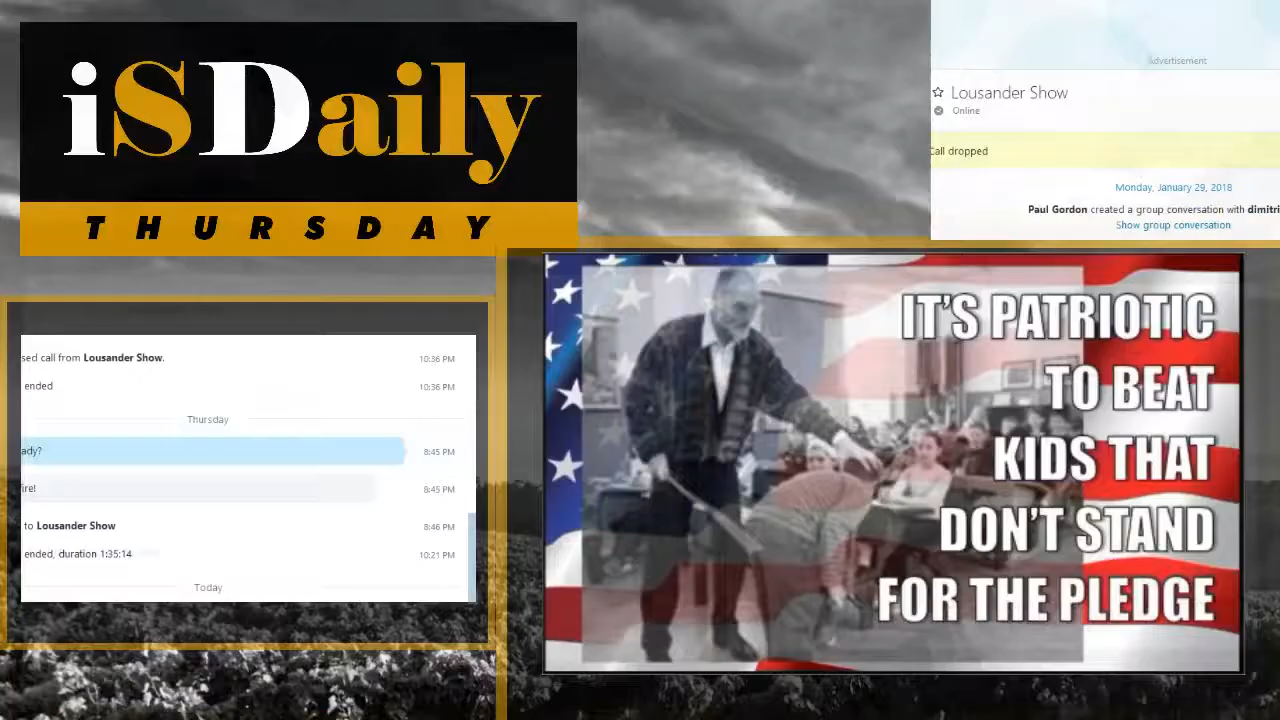 iSDaily
THURSDAY
Advertisement
Lousander Show
Online
Call dropped
Monday, January 29, 2018
Paul Gordon created a group conversation with dimitri
Show group conversation
sed call from Lousander Show. 10:36 PM
ended 10:36 PM
Thursday
ady? 8:45 PM
ire! 8:45 PM
to Lousander Show 8:46 PM
ended, duration 1:35:14 10:21 PM
Today
IT'S PATRIOTIC
TO BEAT
KIDS THAT
DON'T STAND
FOR THE PLEDGE